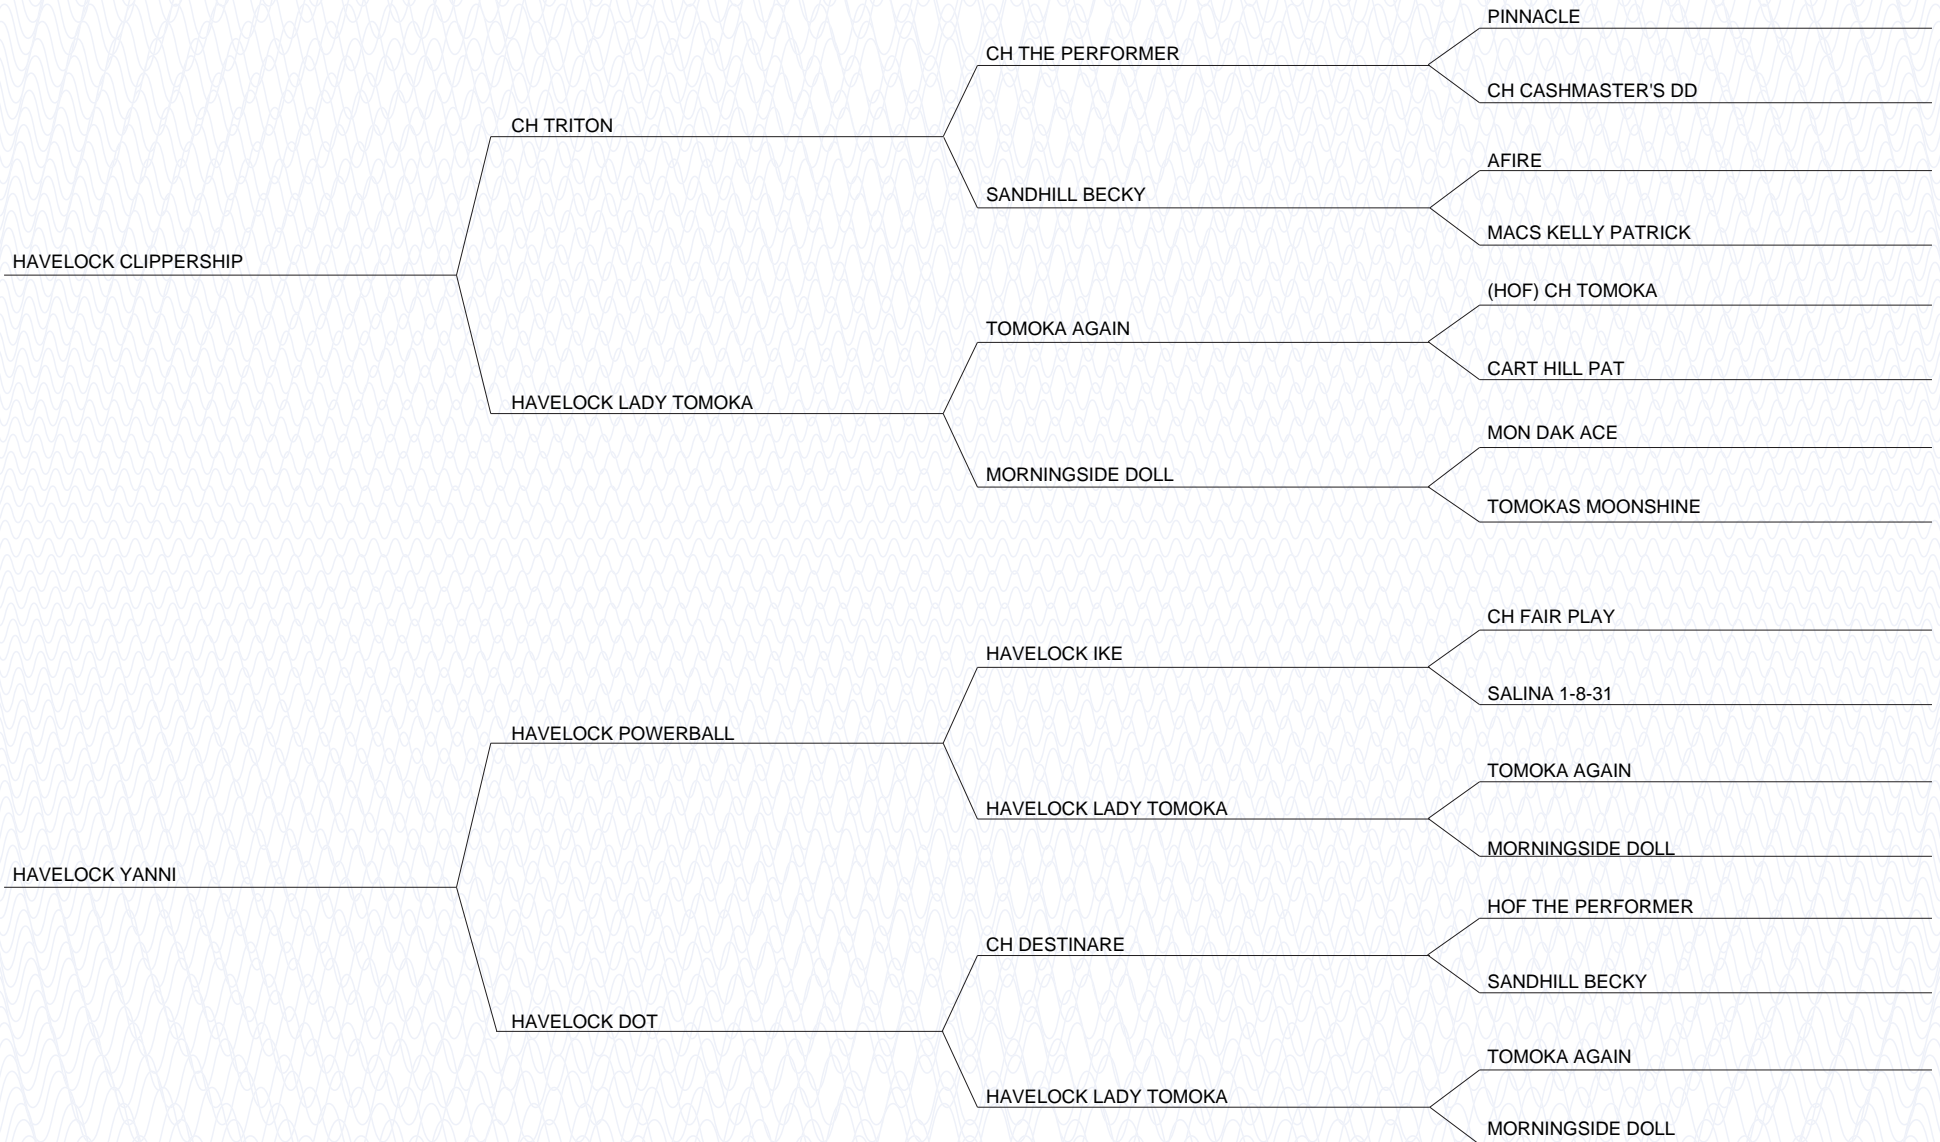 PINNACLE
CH THE PERFORMER
CH CASHMASTER'S DD
CH TRITON
AFIRE
SANDHILL BECKY
MACS KELLY PATRICK
HAVELOCK CLIPPERSHIP
(HOF) CH TOMOKA
TOMOKA AGAIN
CART HILL PAT
HAVELOCK LADY TOMOKA
MON DAK ACE
MORNINGSIDE DOLL
TOMOKAS MOONSHINE
CH FAIR PLAY
HAVELOCK IKE
SALINA 1-8-31
HAVELOCK POWERBALL
TOMOKA AGAIN
HAVELOCK LADY TOMOKA
MORNINGSIDE DOLL
HAVELOCK YANNI
HOF THE PERFORMER
CH DESTINARE
SANDHILL BECKY
HAVELOCK DOT
TOMOKA AGAIN
HAVELOCK LADY TOMOKA
MORNINGSIDE DOLL